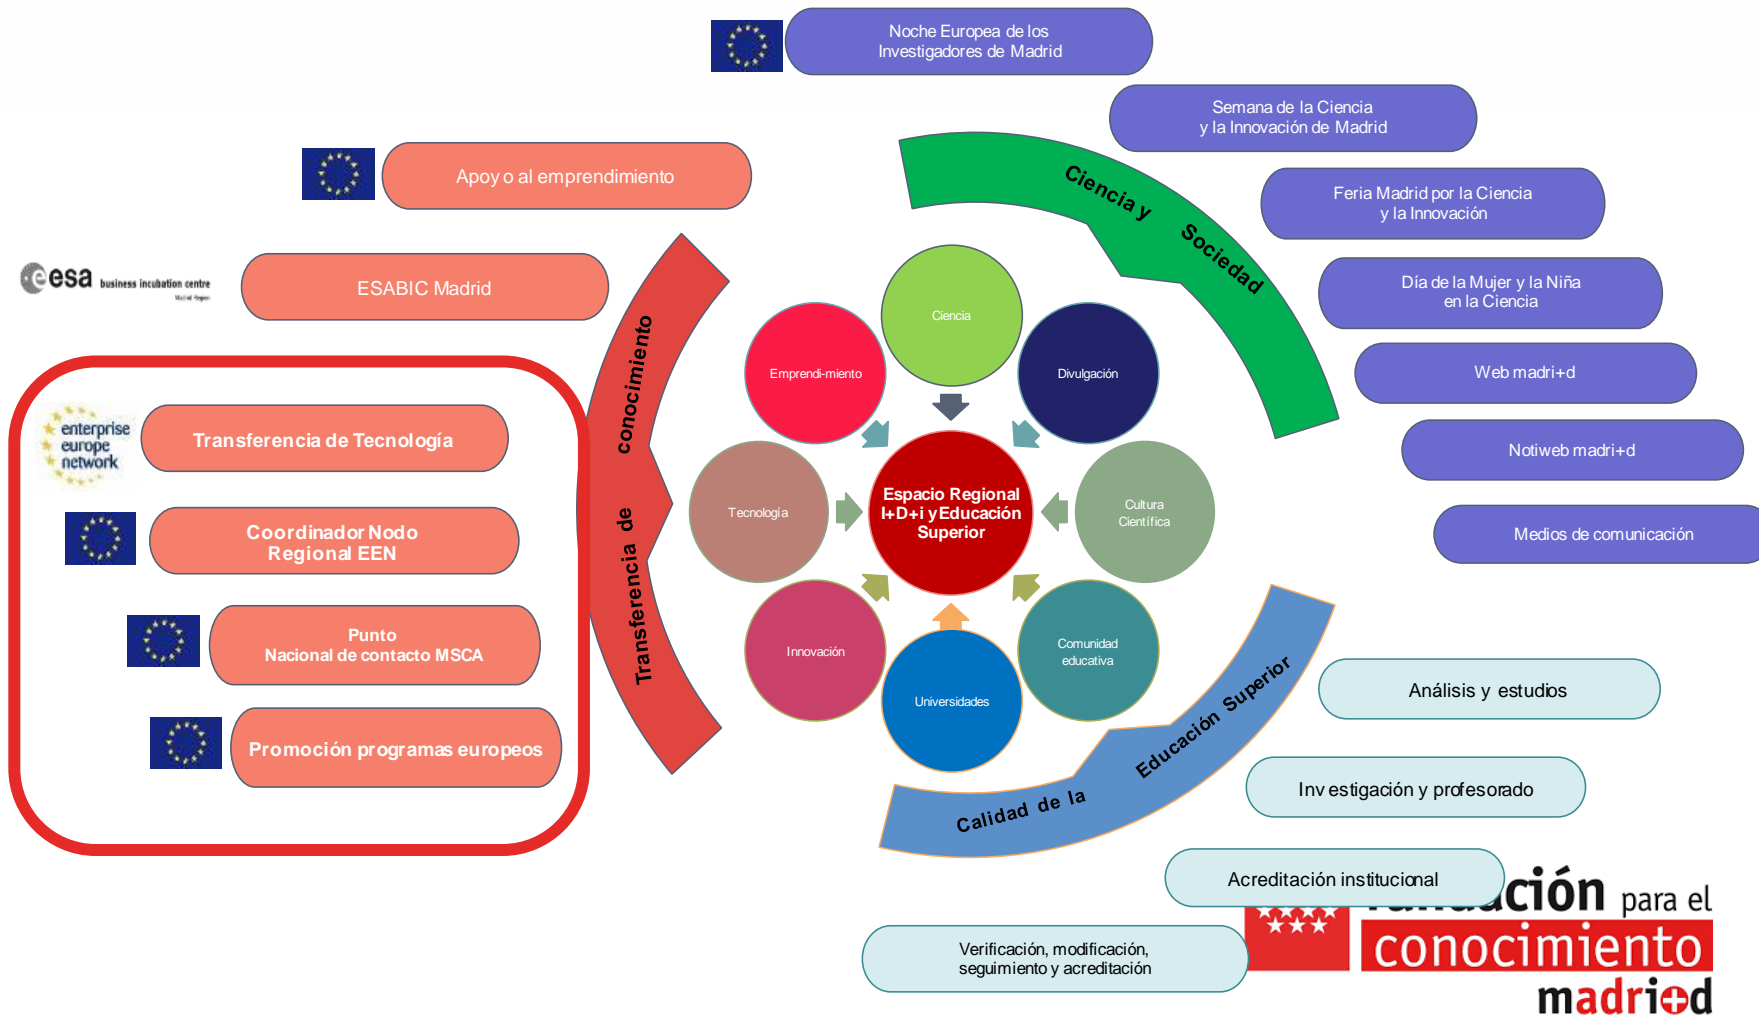 Noche Europea de los
Investigadores de Madrid
Semana de la Ciencia
y la Innovación de Madrid
Apoyo al emprendimiento
Feria Madrid por la Ciencia
y la Innovación
Ciencia y Sociedad
esa business incubation centre
Madrid Region
ESABIC Madrid
Día de la Mujer y la Niña
en la Ciencia
Ciencia
Emprendi-miento
Divulgación
Web madri+d
Transferencia de conocimiento
enterprise
europe
network
Transferencia de Tecnología
Notiweb madri+d
Tecnología
Espacio Regional
I+D+i y Educación
Superior
Cultura
Científica
Coordinador Nodo
Regional EEN
Medios de comunicación
Punto
Nacional de contacto MSCA
Innovación
Universidades
Comunidad
educativa
Calidad de la Educación Superior
Análisis y estudios
Promoción programas europeos
Investigación y profesorado
Acreditación institucional
Verificación, modificación,
seguimiento y acreditación
ción para el
conocimiento
madri+d